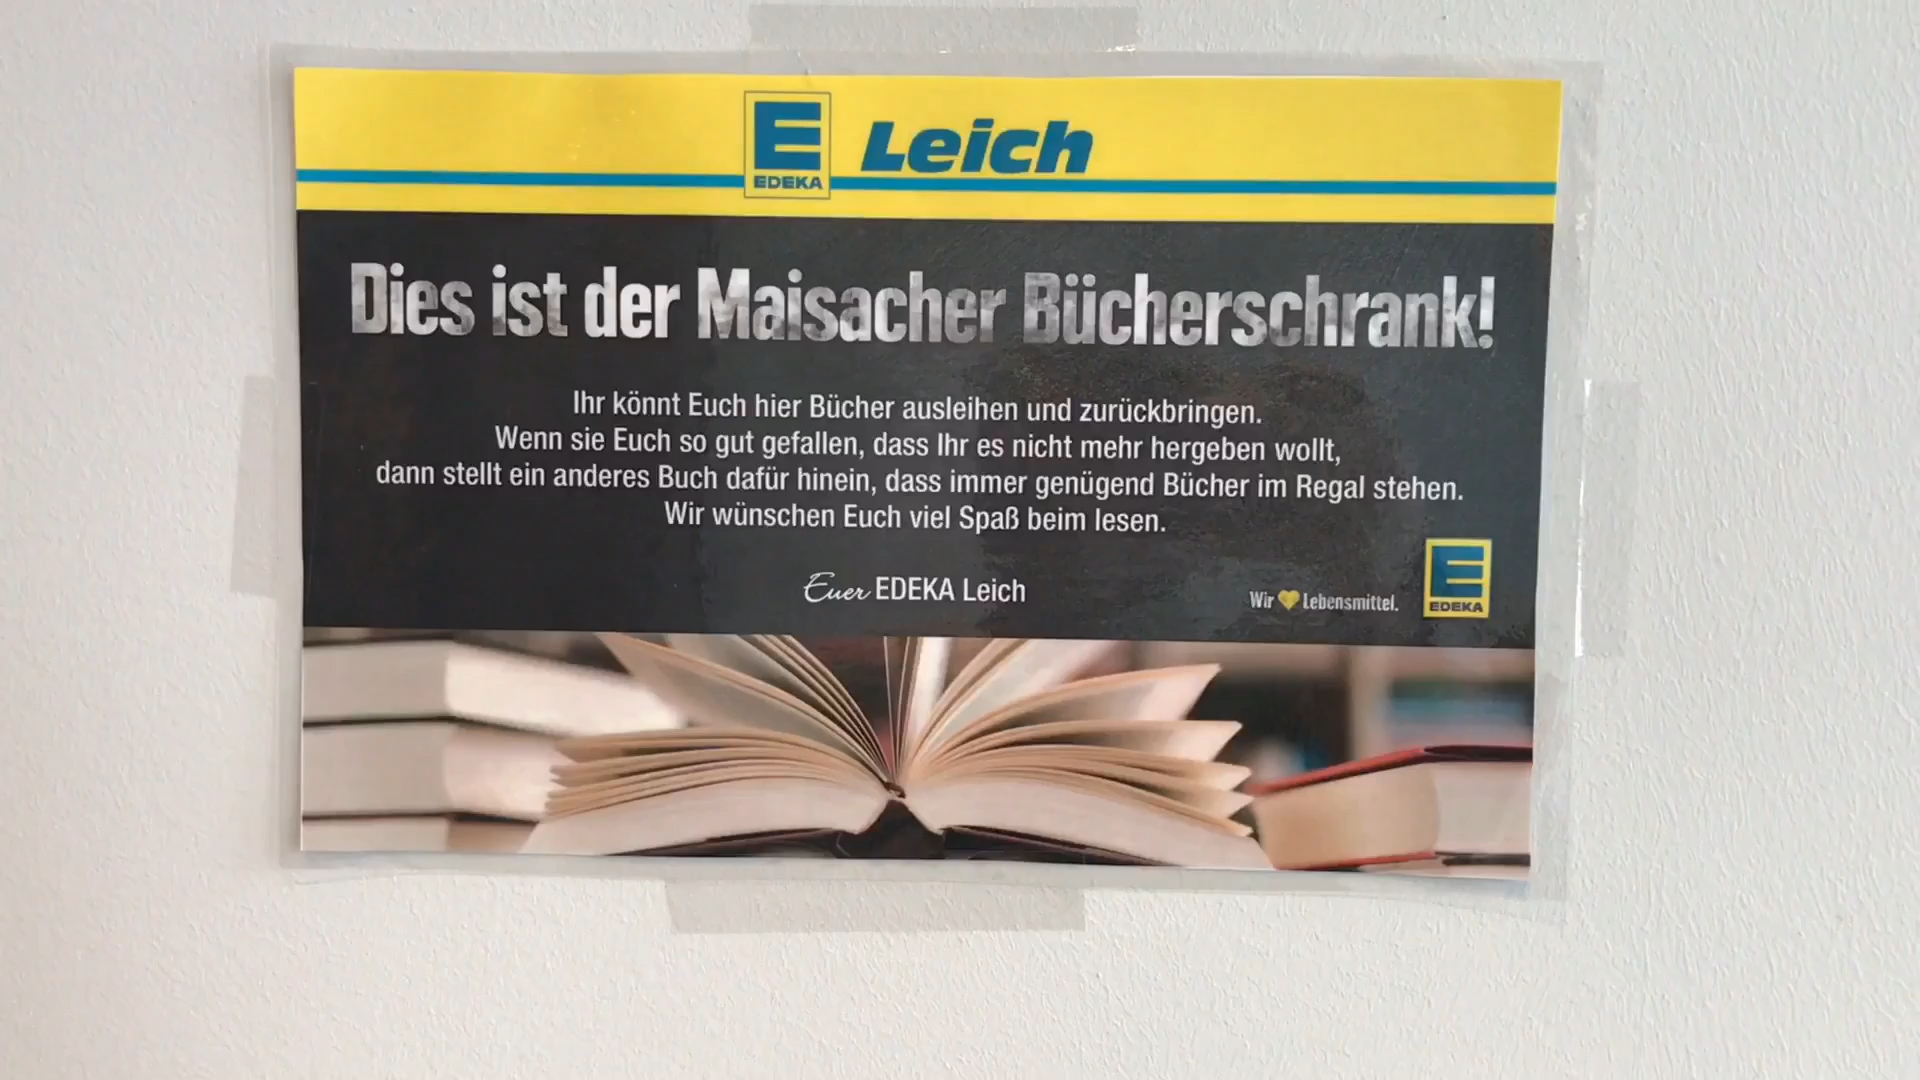 E EDEKA Leich
Dies ist der Maisacher Bücherschrank!
Ihr könnt Euch hier Bücher ausleihen und zurückbringen.
Wenn sie Euch so gut gefallen, dass Ihr es nicht mehr hergeben wollt,
dann stellt ein anderes Buch dafür hinein, dass immer genügend Bücher im Regal stehen.
Wir wünschen Euch viel Spaß beim lesen.
Euer EDEKA Leich
Wir 💛 Lebensmittel.
E EDEKA